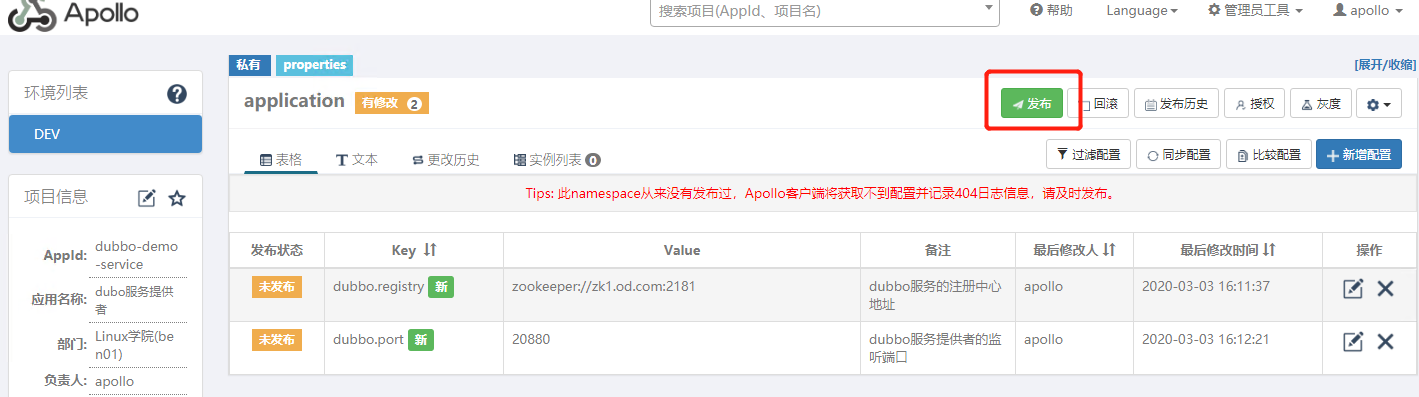 Apollo
搜索项目(AppId、项目名)
帮助
Language
管理员工具
apollo
环境列表
DEV
项目信息
AppId:
dubbo-demo
-service
应用名称:
dubo服务提供
者
部门:
Linux学院(be
n01)
负责人:
apollo
私有
properties
[展开/收缩]
application
有修改 2
发布
回滚
发布历史
授权
灰度
表格
文本
更改历史
实例列表 0
过滤配置
同步配置
比较配置
新增配置
Tips: 此namespace从来没有发布过，Apollo客户端将获取不到配置并记录404日志信息，请及时发布。
发布状态
Key
Value
备注
最后修改人
最后修改时间
操作
未发布
dubbo.registry 新
zookeeper://zk1.od.com:2181
dubbo服务的注册中心
地址
apollo
2020-03-03 16:11:37
未发布
dubbo.port 新
20880
dubbo服务提供者的监
听端口
apollo
2020-03-03 16:12:21